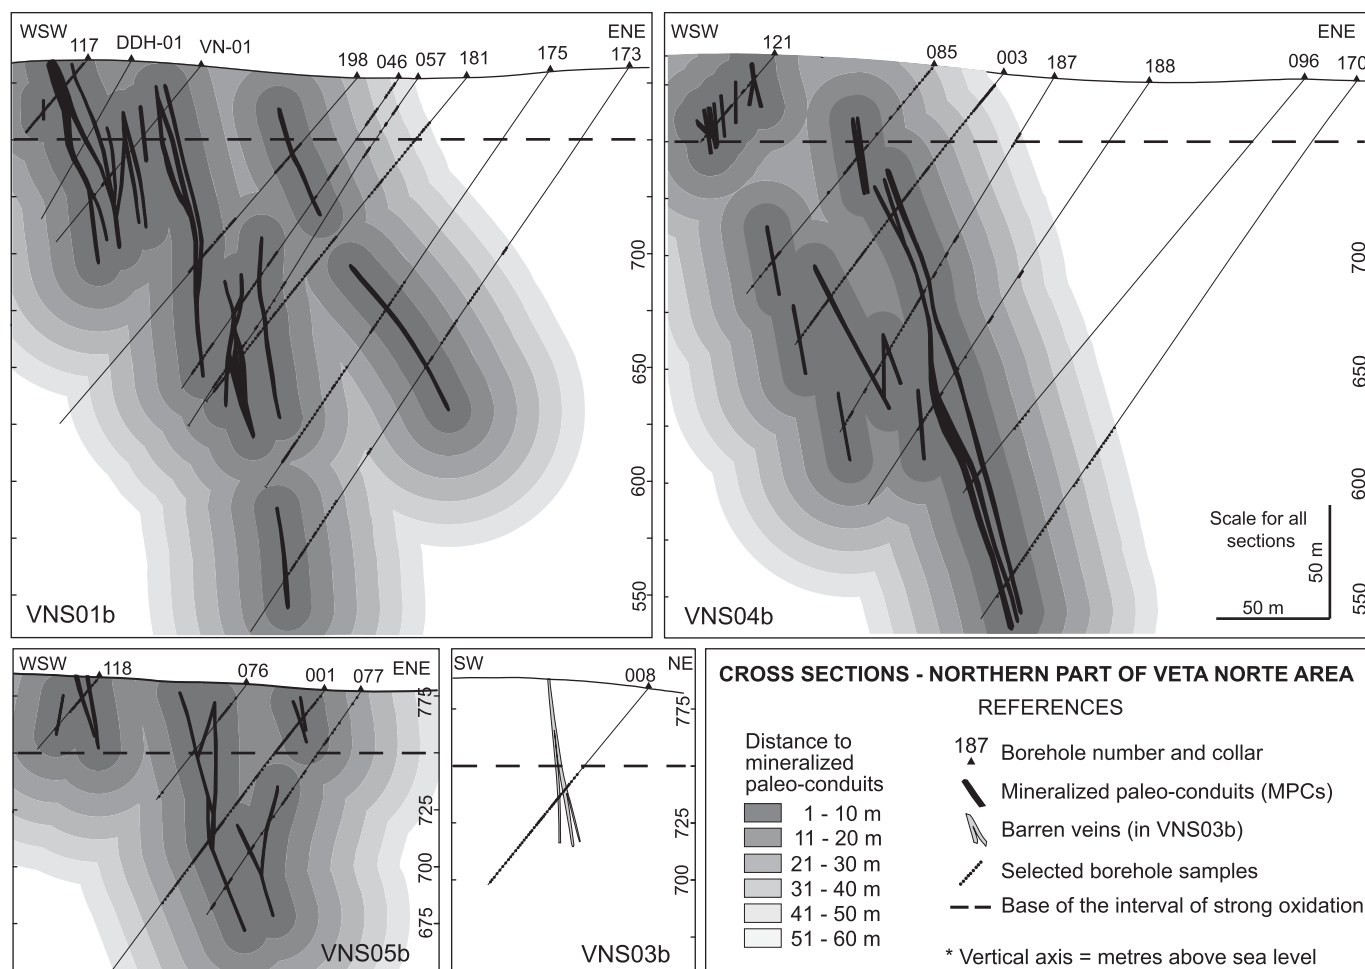 WSW
ENE
117
DDH-01
VN-01
198
046
057
181
175
173
700
650
600
550
VNS01b
WSW
ENE
121
085
003
187
188
096
170
700
650
600
550
Scale for all
sections
50 m
50 m
VNS04b
WSW
118
076
001
077
ENE
775
725
700
675
VNS05b
SW
NE
008
775
725
700
VNS03b
CROSS SECTIONS - NORTHERN PART OF VETA NORTE AREA
REFERENCES
Distance to
mineralized
paleo-conduits
1 - 10 m
11 - 20 m
21 - 30 m
31 - 40 m
41 - 50 m
51 - 60 m
187 Borehole number and collar
Mineralized paleo-conduits (MPCs)
Barren veins (in VNS03b)
Selected borehole samples
Base of the interval of strong oxidation
* Vertical axis = metres above sea level